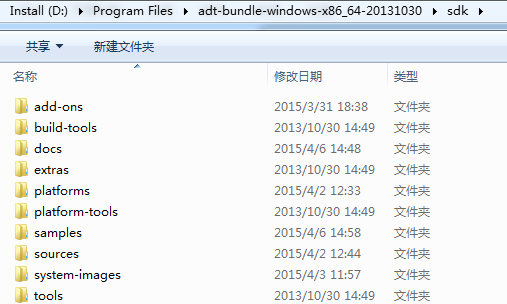 Install (D:) ▸ Program Files ▸ adt-bundle-windows-x86_64-20131030 ▸ sdk ▸
共享 ▼ 新建文件夹
名称 修改日期 类型
add-ons 2015/3/31 18:38 文件夹
build-tools 2013/10/30 14:49 文件夹
docs 2015/4/6 14:48 文件夹
extras 2013/10/30 14:49 文件夹
platforms 2015/4/2 12:33 文件夹
platform-tools 2013/10/30 14:49 文件夹
samples 2015/4/6 14:58 文件夹
sources 2015/4/2 12:44 文件夹
system-images 2015/4/3 11:57 文件夹
tools 2013/10/30 14:49 文件夹